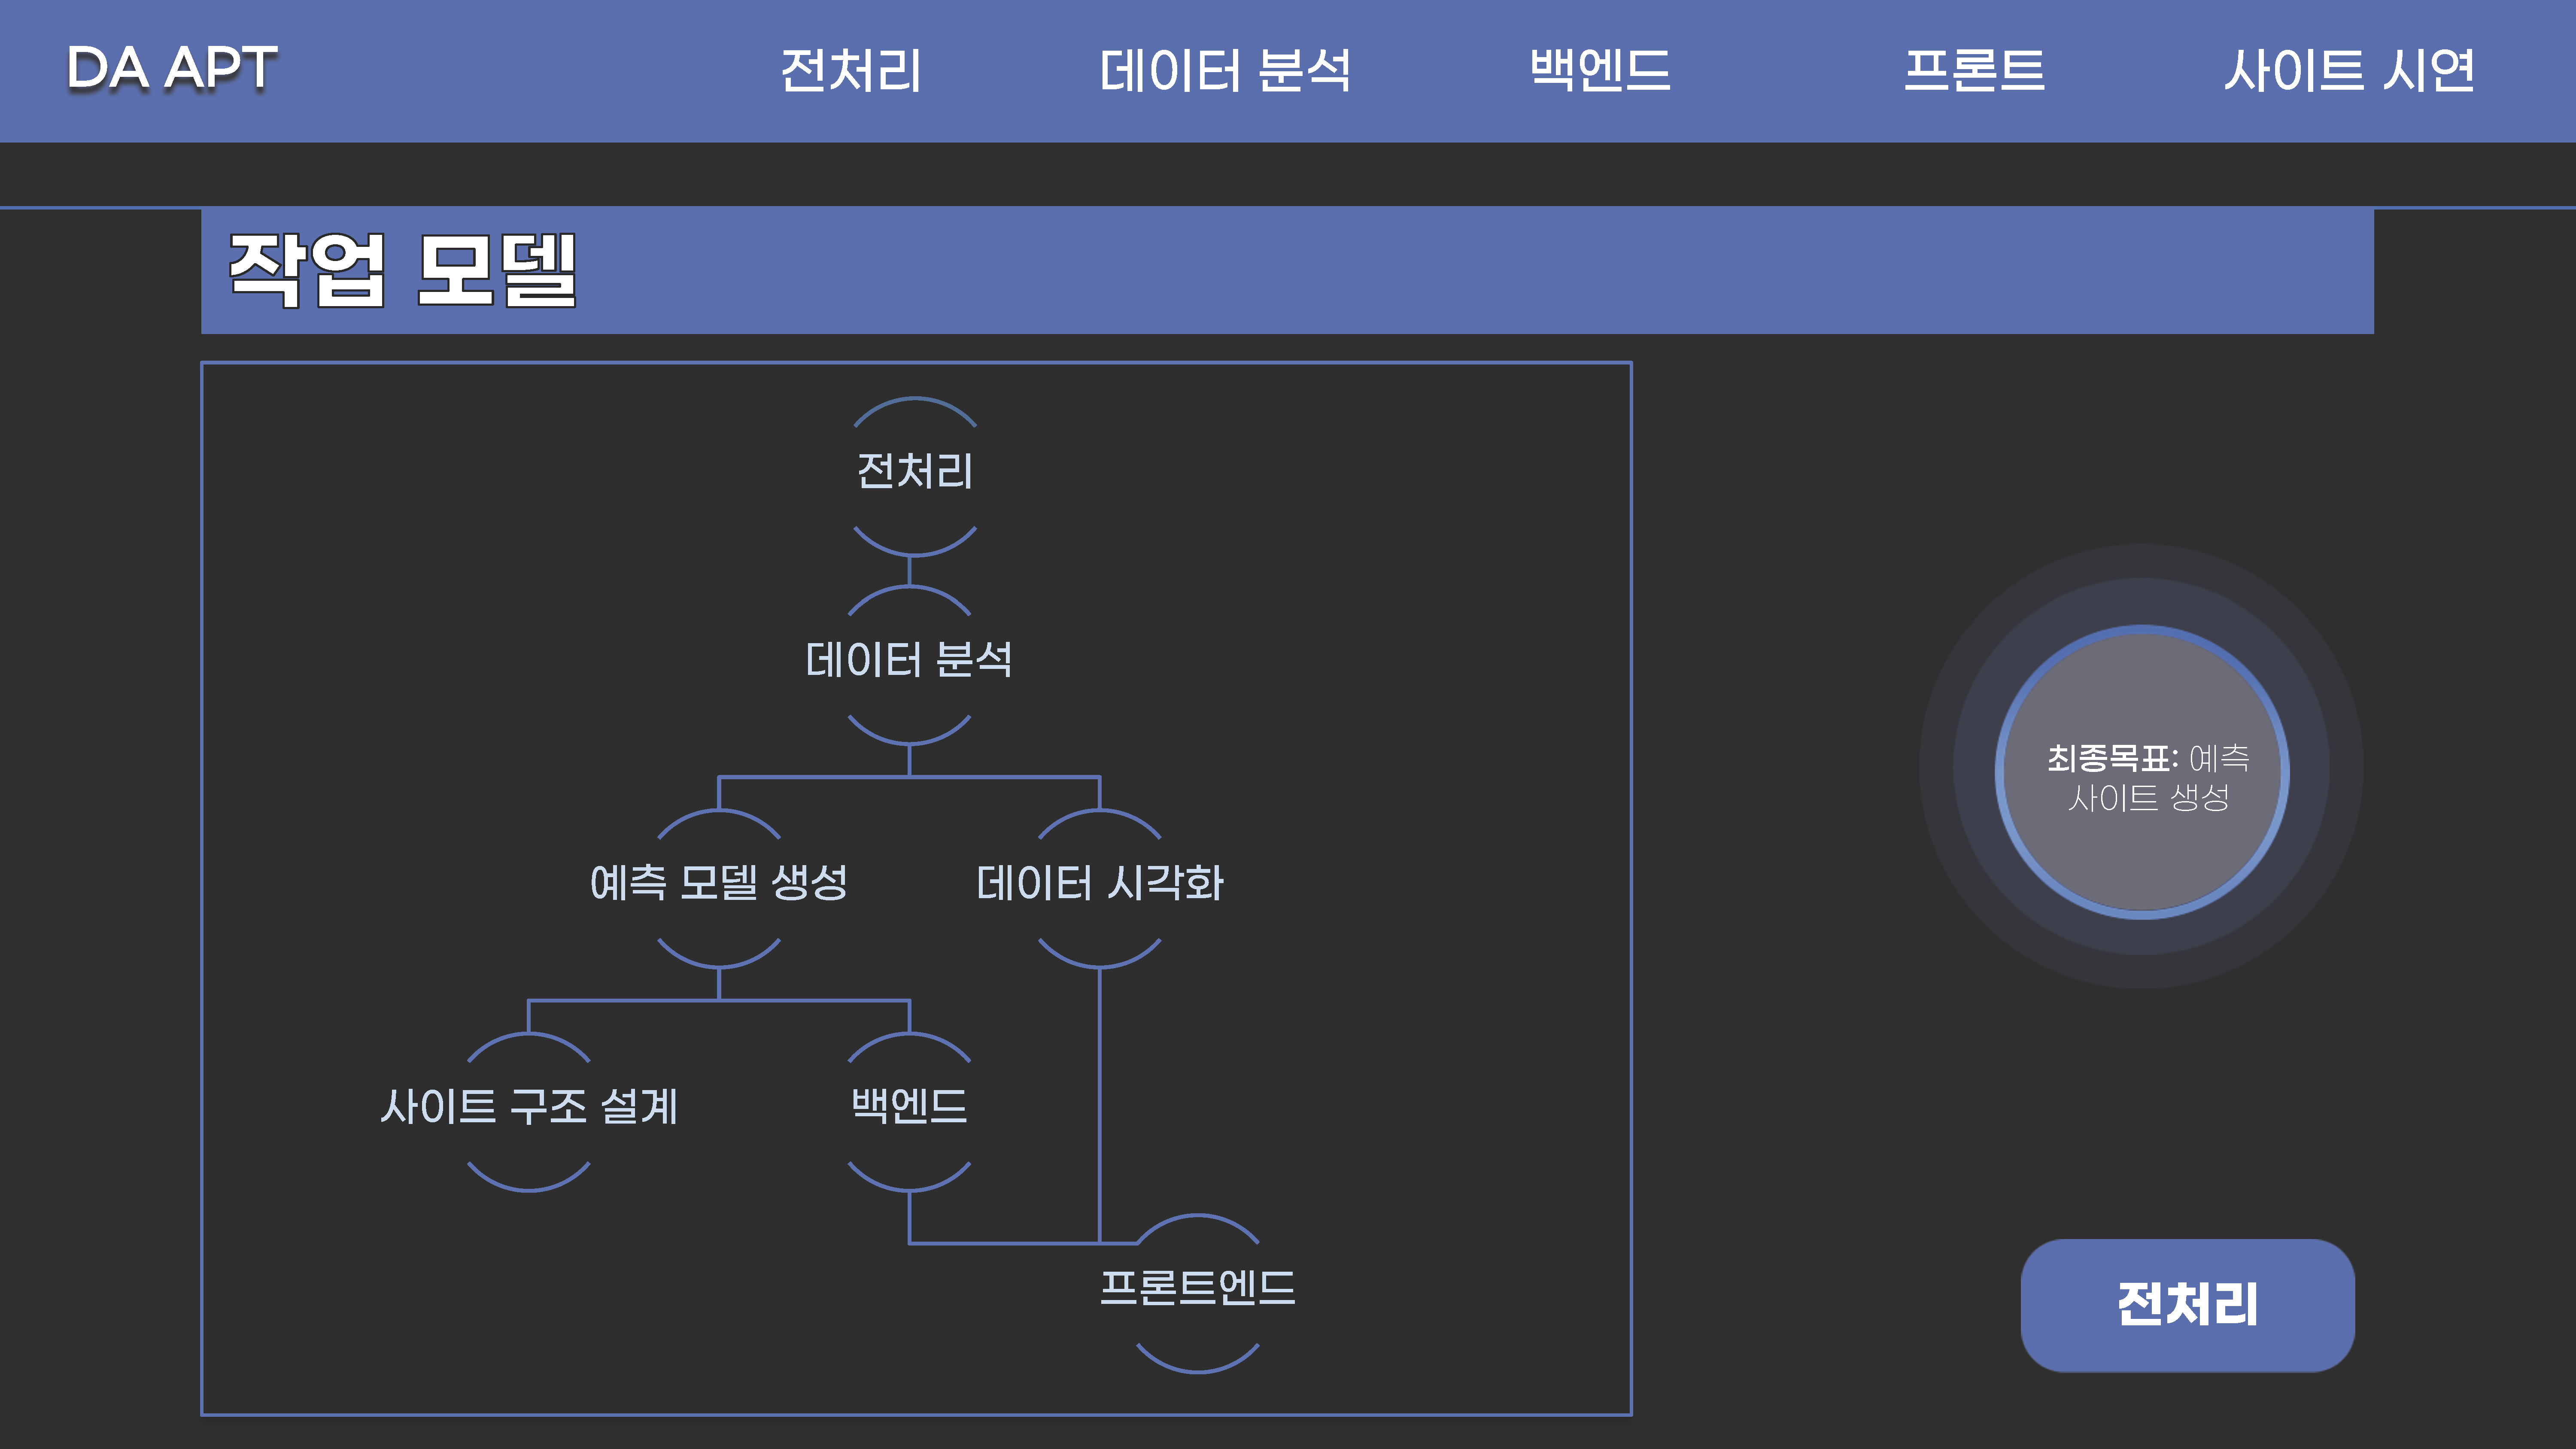 DA APT
전처리
데이터 분석
백엔드
프론트
사이트 시연
작업 모델
전처리
데이터 분석
예측 모델 생성
데이터 시각화
사이트 구조 설계
백엔드
프론트엔드
최종목표: 예측
사이트 생성
전처리